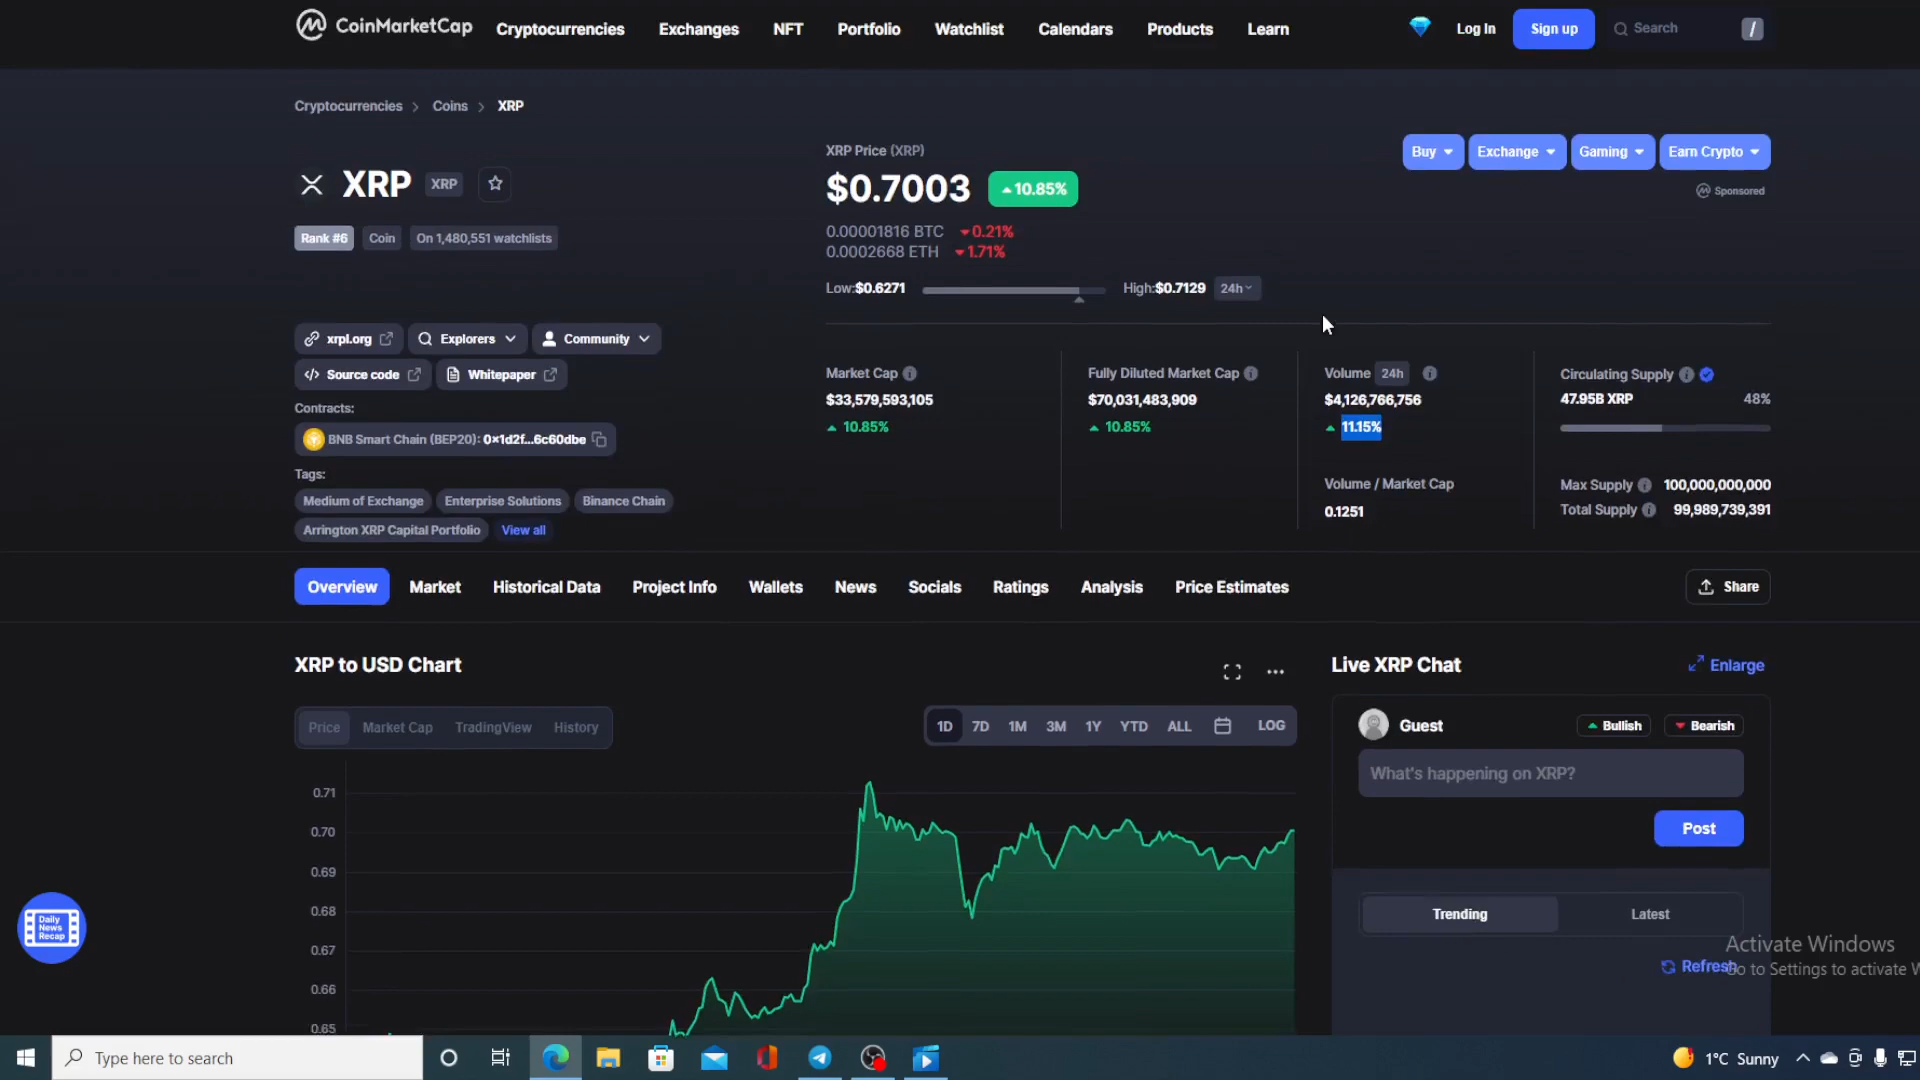 CoinMarketCap Cryptocurrencies Exchanges NFT Portfolio Watchlist Calendars Products Learn Log In Sign up Search /
Cryptocurrencies > Coins > XRP
XRP XRP
Rank #6 Coin On 1,480,551 watchlists
XRP Price (XRP)
$0.7003 10.85%
0.00001816 BTC 0.21%
0.0002668 ETH 1.71%
Low:$0.6271 High:$0.7129 24h
Buy Exchange Gaming Earn Crypto
Sponsored
xrpl.org Explorers Community
Source code Whitepaper
Contracts:
BNB Smart Chain (BEP20): 0x1d2f...6c60dbe
Tags:
Medium of Exchange Enterprise Solutions Binance Chain
Arrington XRP Capital Portfolio View all
Market Cap
$33,579,593,105
10.85%
Fully Diluted Market Cap
$70,031,483,909
10.85%
Volume 24h
$4,126,766,756
11.15%
Volume / Market Cap
0.1251
Circulating Supply
47.95B XRP 48%
Max Supply 100,000,000,000
Total Supply 99,989,739,391
Overview Market Historical Data Project Info Wallets News Socials Ratings Analysis Price Estimates Share
XRP to USD Chart
Price Market Cap TradingView History
1D 7D 1M 3M 1Y YTD ALL LOG
0.71
0.70
0.69
0.68
0.67
0.66
0.65
Live XRP Chat Enlarge
Guest Bullish Bearish
What's happening on XRP?
Post
Trending Latest
Refresh
Activate Windows
Go to Settings to activate W
Daily
News
Recap
Type here to search
1°C Sunny